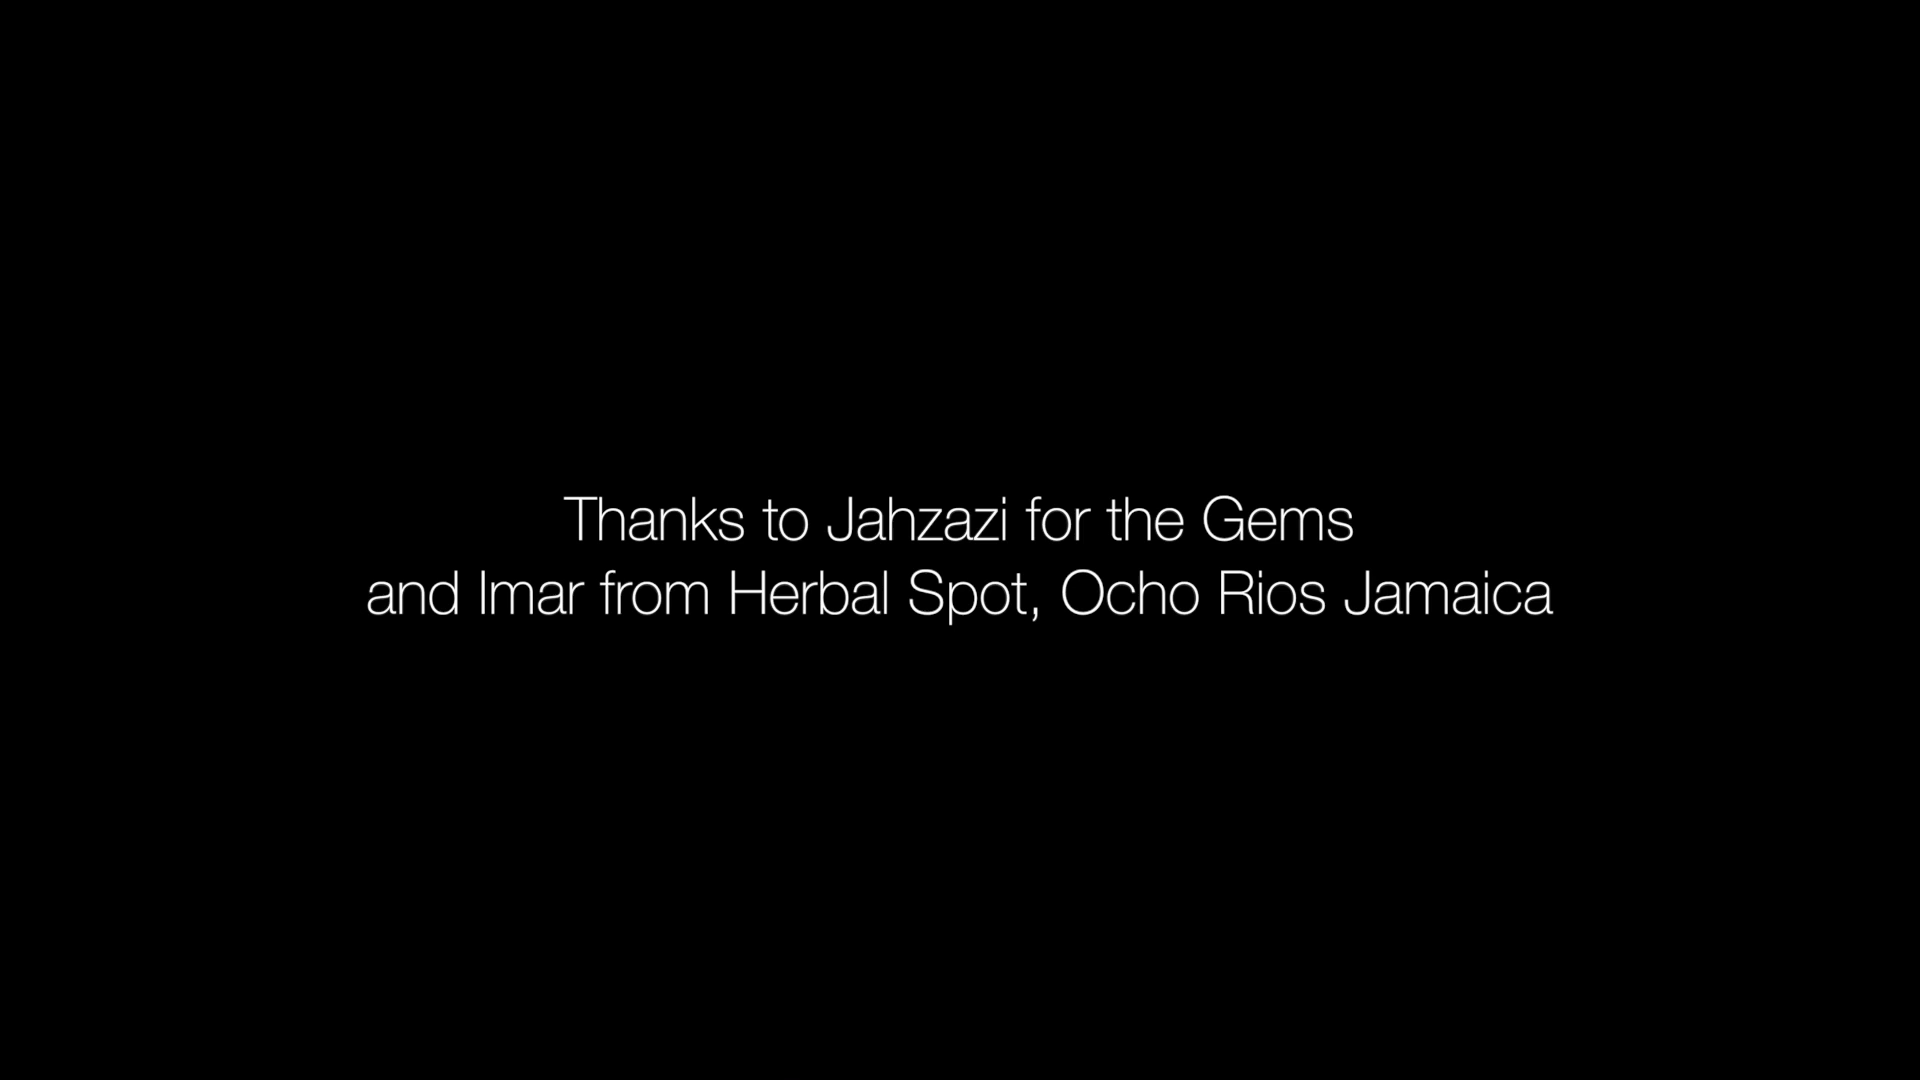 Thanks to Jahzazi for the Gems
and Imar from Herbal Spot, Ocho Rios Jamaica